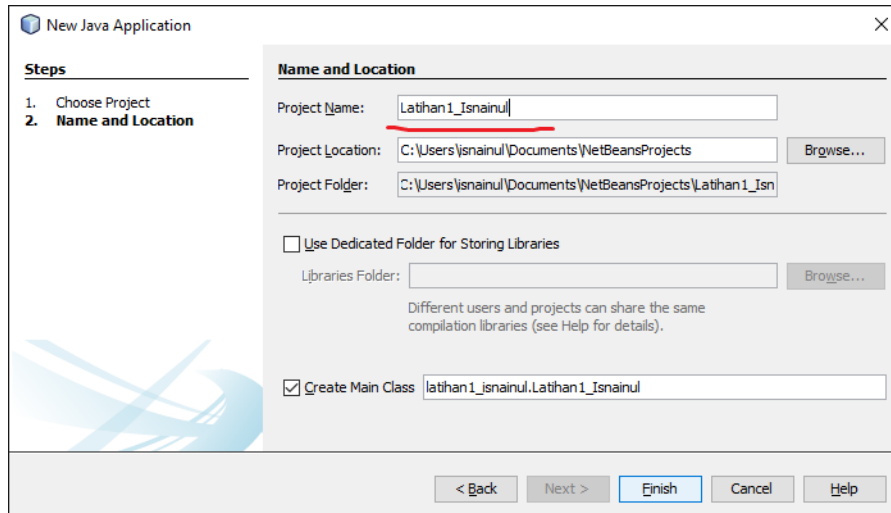 New Java Application
Steps
1. Choose Project
2. Name and Location
Name and Location
Project Name: Latihan1_Isnainul
Project Location: C:\Users\isnainul\Documents\NetBeansProjects Browse...
Project Folder: C:\Users\isnainul\Documents\NetBeansProjects\Latihan1_Isn
Use Dedicated Folder for Storing Libraries
Libraries Folder: Browse...
Different users and projects can share the same
compilation libraries (see Help for details).
Create Main Class latihan1_isnainul.Latihan1_Isnainul
< Back Next > Finish Cancel Help